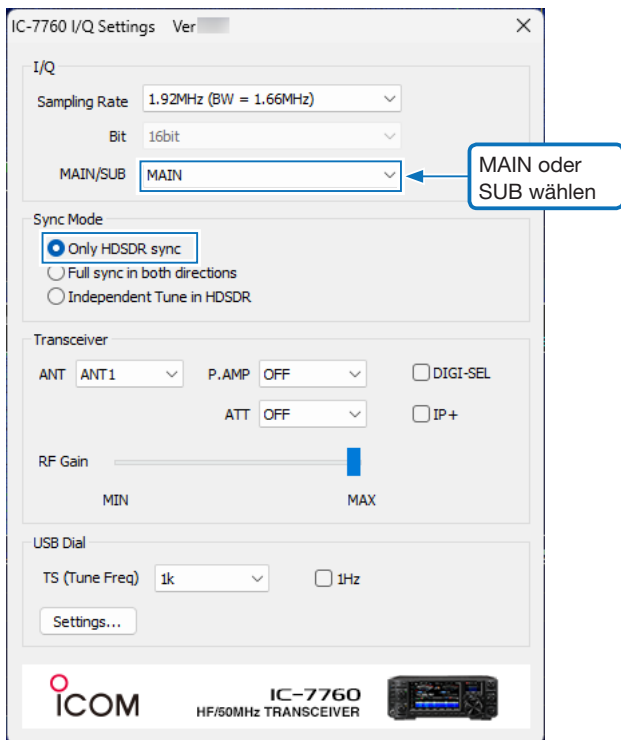 IC-7760 I/Q Settings Ver
I/Q
Sampling Rate 1.92MHz (BW = 1.66MHz)
Bit 16bit
MAIN/SUB MAIN
MAIN oder
SUB wählen
Sync Mode
Only HDSDR sync
Full sync in both directions
Independent Tune in HDSDR
Transceiver
ANT ANT1 P.AMP OFF DIGI-SEL
ATT OFF IP+
RF Gain
MIN MAX
USB Dial
TS (Tune Freq) 1k 1Hz
Settings...
ICOM IC-7760
HF/50MHz TRANSCEIVER